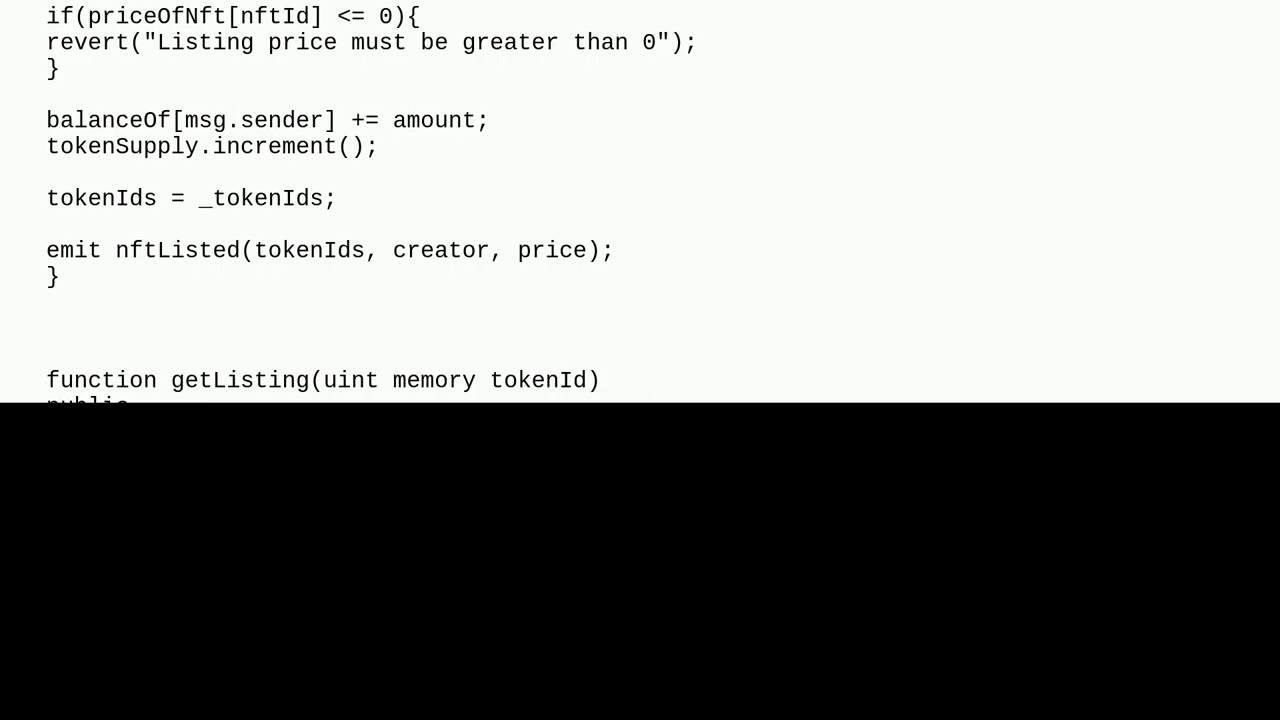 if(priceOfNft[nftId] <= 0){
revert("Listing price must be greater than 0");
}
balanceOf[msg.sender] += amount;
tokenSupply.increment();
tokenIds = _tokenIds;
emit nftListed(tokenIds, creator, price);
}
function getListing(uint memory tokenId)